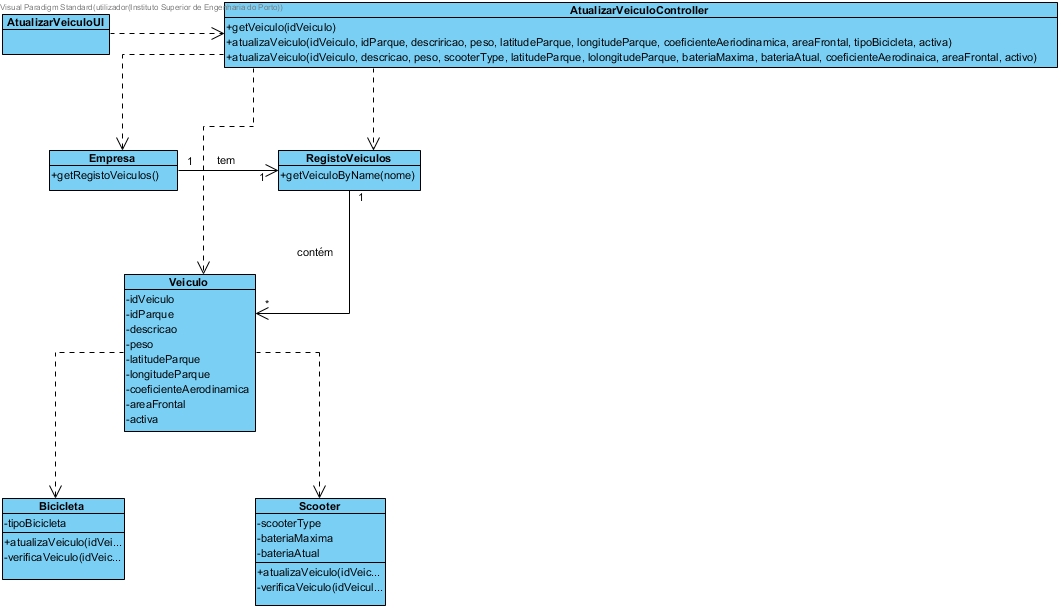 Visual Paradigm Standard(utilizador(Instituto Superior de Engenharia do Porto))
AtualizarVeiculoUI
AtualizarVeiculoController
+getVeiculo(idVeiculo)
+atualizaVeiculo(idVeiculo, idParque, descriricao, peso, latitudeParque, longitudeParque, coeficienteAeriodinamica, areaFrontal, tipoBicicleta, activa)
+atualizaVeiculo(idVeiculo, descricao, peso, scooterType, latitudeParque, lolongitudeParque, bateriaMaxima, bateriaAtual, coeficienteAerodinaica, areaFrontal, activo)
Empresa
+getRegistoVeiculos()
1
tem
1
RegistoVeiculos
+getVeiculoByName(nome)
1
contém
*
Veiculo
-idVeiculo
-idParque
-descricao
-peso
-latitudeParque
-longitudeParque
-coeficienteAerodinamica
-areaFrontal
-activa
Bicicleta
-tipoBicicleta
+atualizaVeiculo(idVei...
-verificaVeiculo(idVeic...
Scooter
-scooterType
-bateriaMaxima
-bateriaAtual
+atualizaVeiculo(idVeic...
-verificaVeiculo(idVeicul...